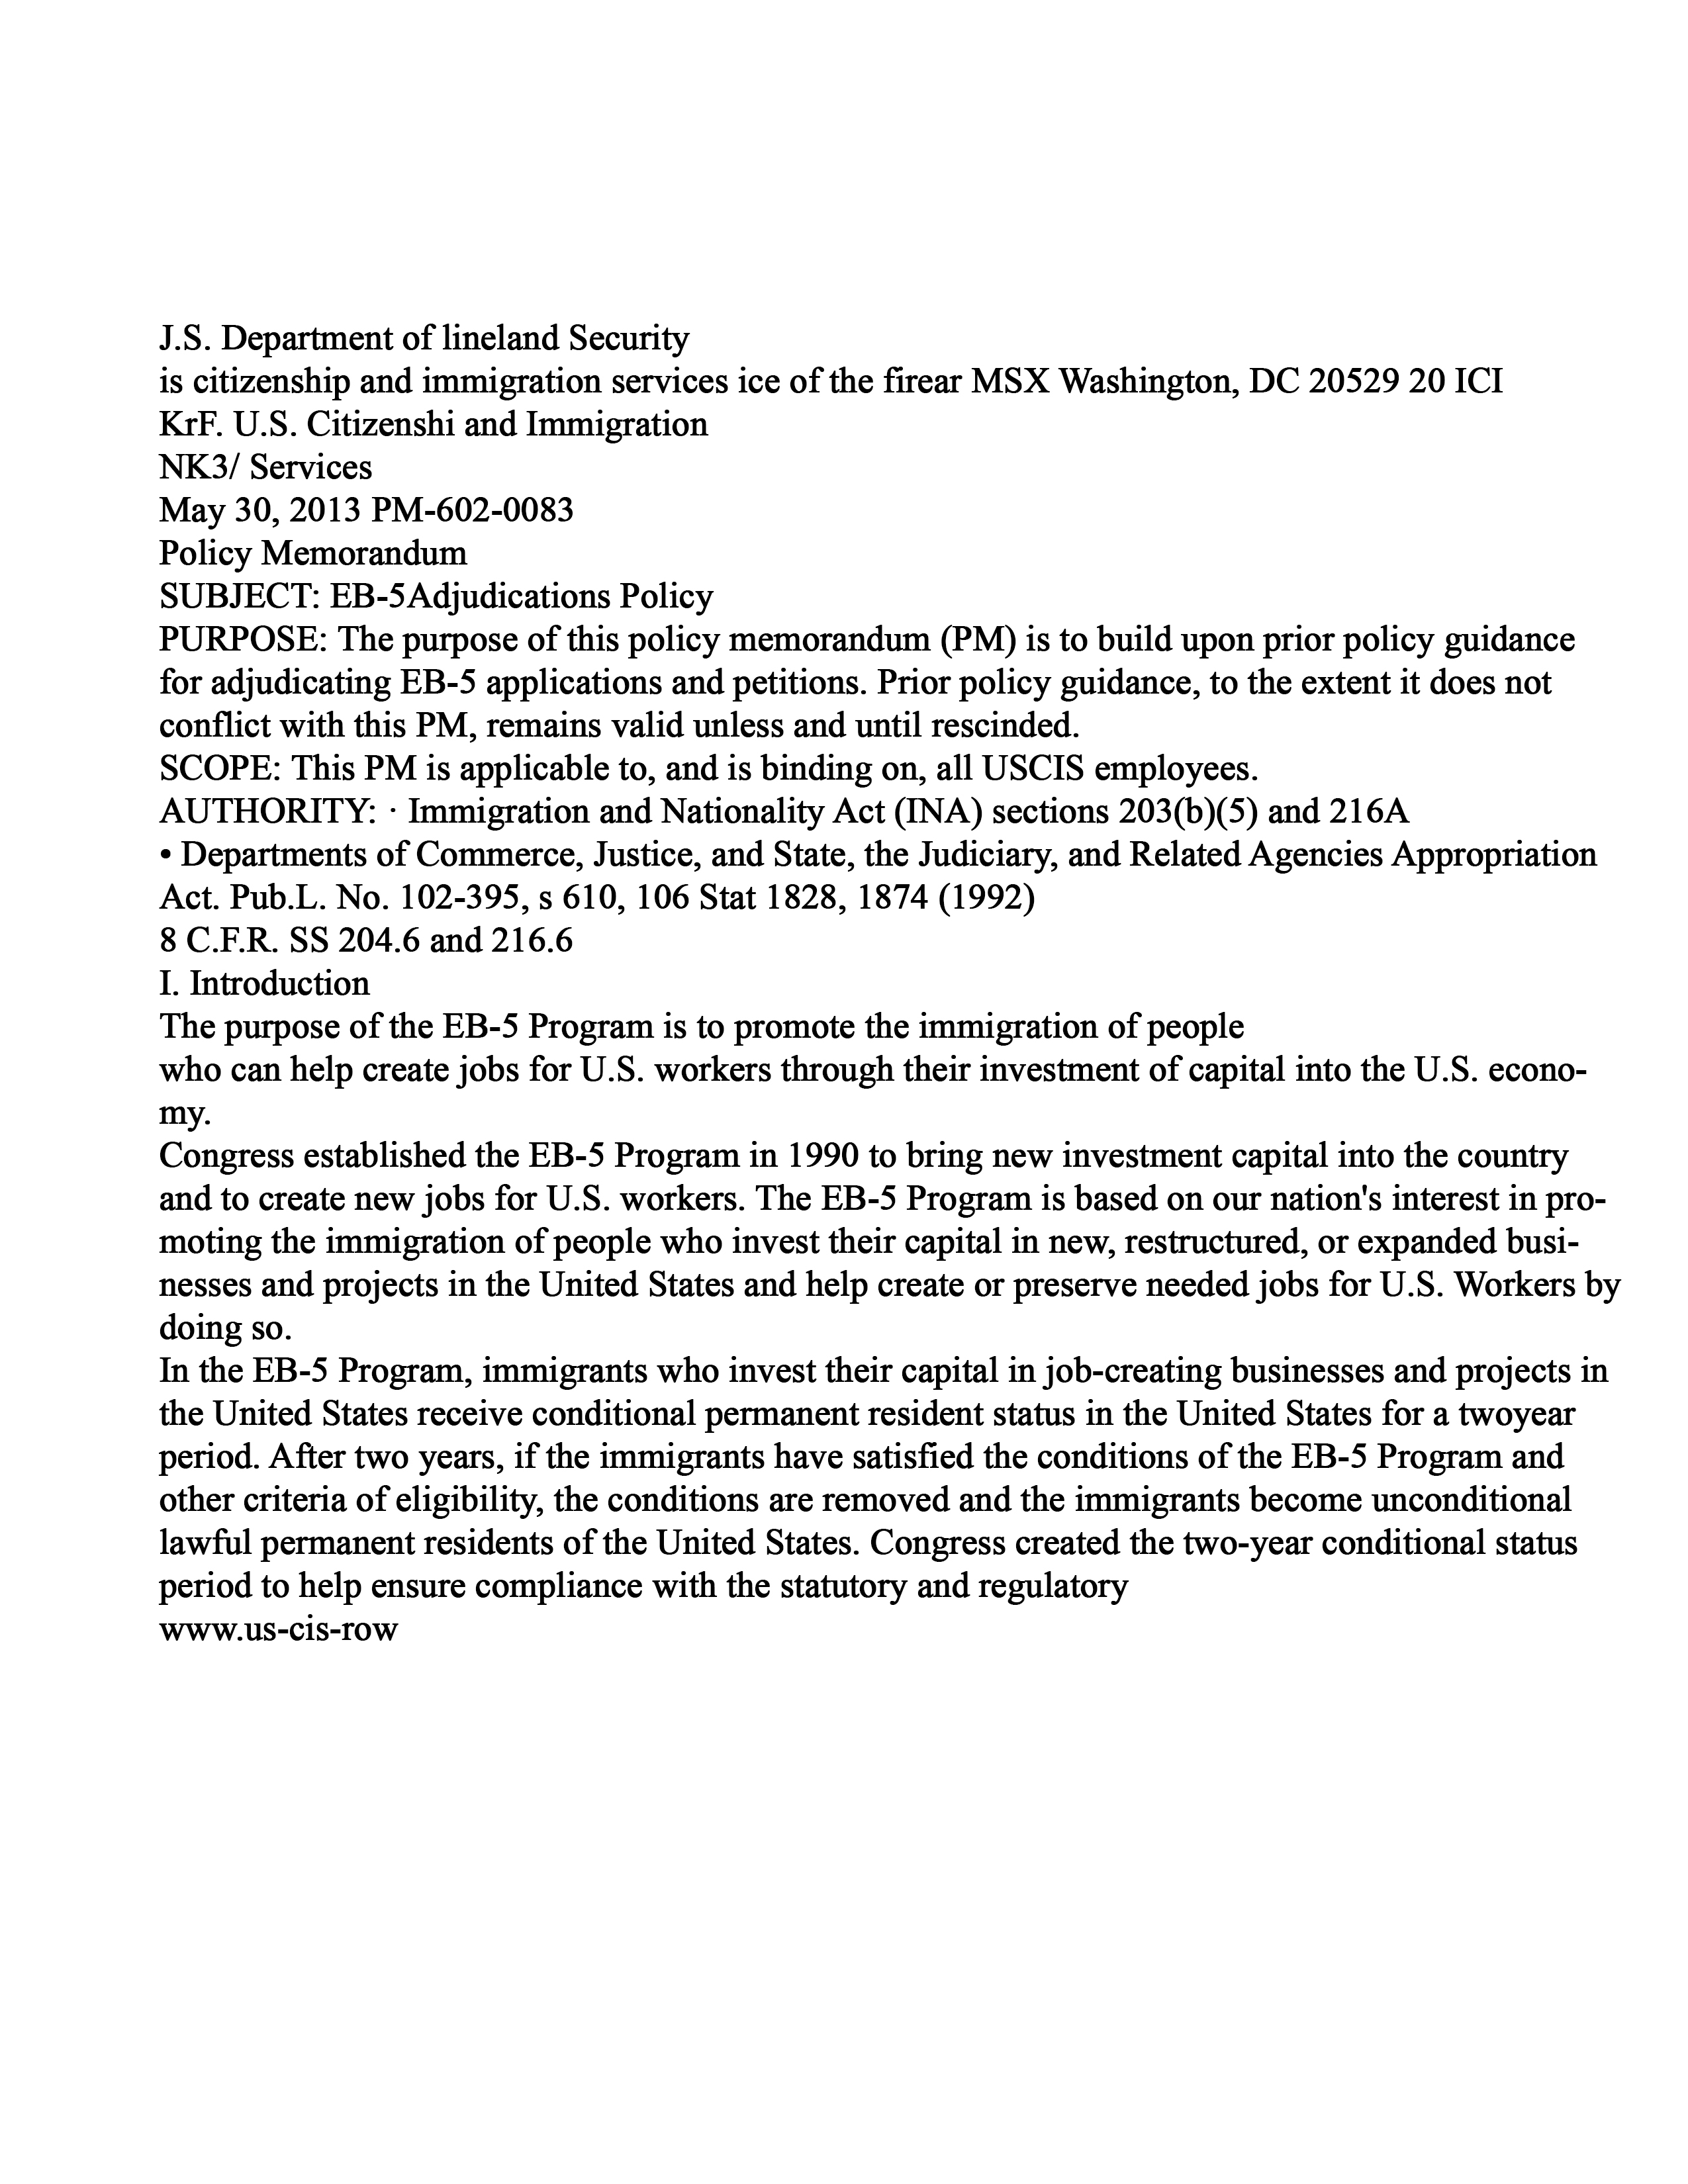 J.S. Department of lineland Security
is citizenship and immigration services ice of the firear MSX Washington, DC 20529 20 ICI
KrF. U.S. Citizenshi and Immigration
NK3/ Services
May 30, 2013 PM-602-0083
Policy Memorandum
SUBJECT: EB-5Adjudications Policy
PURPOSE: The purpose of this policy memorandum (PM) is to build upon prior policy guidance
for adjudicating EB-5 applications and petitions. Prior policy guidance, to the extent it does not
conflict with this PM, remains valid unless and until rescinded.
SCOPE: This PM is applicable to, and is binding on, all USCIS employees.
AUTHORITY: · Immigration and Nationality Act (INA) sections 203(b)(5) and 216A
• Departments of Commerce, Justice, and State, the Judiciary, and Related Agencies Appropriation
Act. Pub.L. No. 102-395, s 610, 106 Stat 1828, 1874 (1992)
8 C.F.R. SS 204.6 and 216.6
I. Introduction
The purpose of the EB-5 Program is to promote the immigration of people
who can help create jobs for U.S. workers through their investment of capital into the U.S. econo-
my.
Congress established the EB-5 Program in 1990 to bring new investment capital into the country
and to create new jobs for U.S. workers. The EB-5 Program is based on our nation's interest in pro-
moting the immigration of people who invest their capital in new, restructured, or expanded busi-
nesses and projects in the United States and help create or preserve needed jobs for U.S. Workers by
doing so.
In the EB-5 Program, immigrants who invest their capital in job-creating businesses and projects in
the United States receive conditional permanent resident status in the United States for a twoyear
period. After two years, if the immigrants have satisfied the conditions of the EB-5 Program and
other criteria of eligibility, the conditions are removed and the immigrants become unconditional
lawful permanent residents of the United States. Congress created the two-year conditional status
period to help ensure compliance with the statutory and regulatory
www.us-cis-row